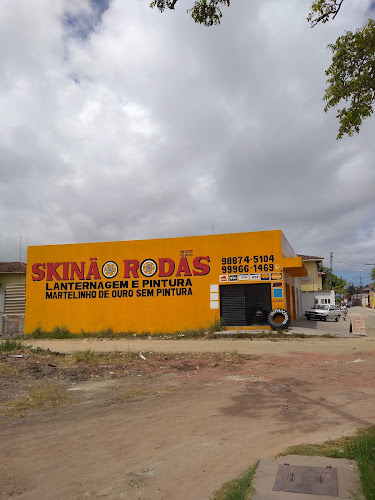 SKINÃO RODAS
LANTERNAGEM E PINTURA
MARTELINHO DE OURO SEM PINTURA
98874-5104
99966-1469